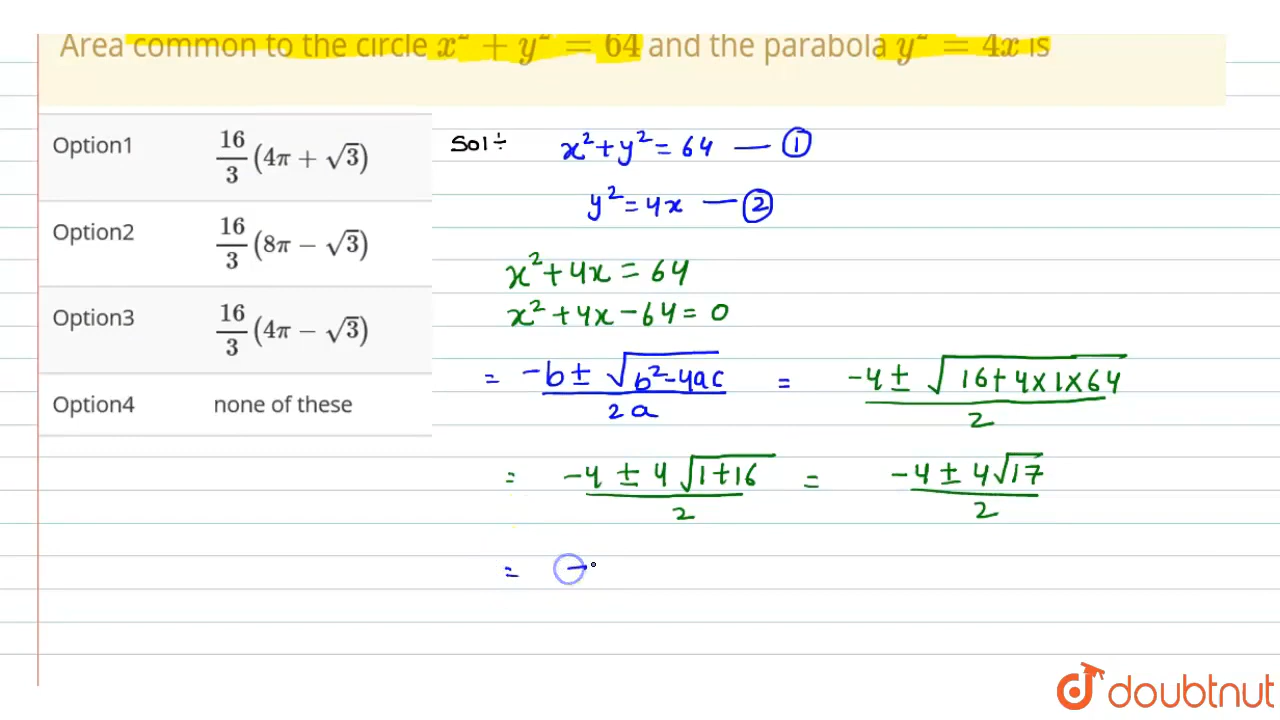 Area common to the circle x² + y² = 64 and the parabola y² = 4x is
Option1 16/3 (4π + √3)
Option2 16/3 (8π − √3)
Option3 16/3 (4π − √3)
Option4 none of these
Sol÷ x² + y² = 64 — ①
y² = 4x — ②
x² + 4x = 64
x² + 4x − 64 = 0
= (−b ± √(b² − 4ac))/2a = (−4 ± √(16 + 4×1×64))/2
= (−4 ± 4√(1+16))/2 = (−4 ± 4√17)/2
= −
doubtnut